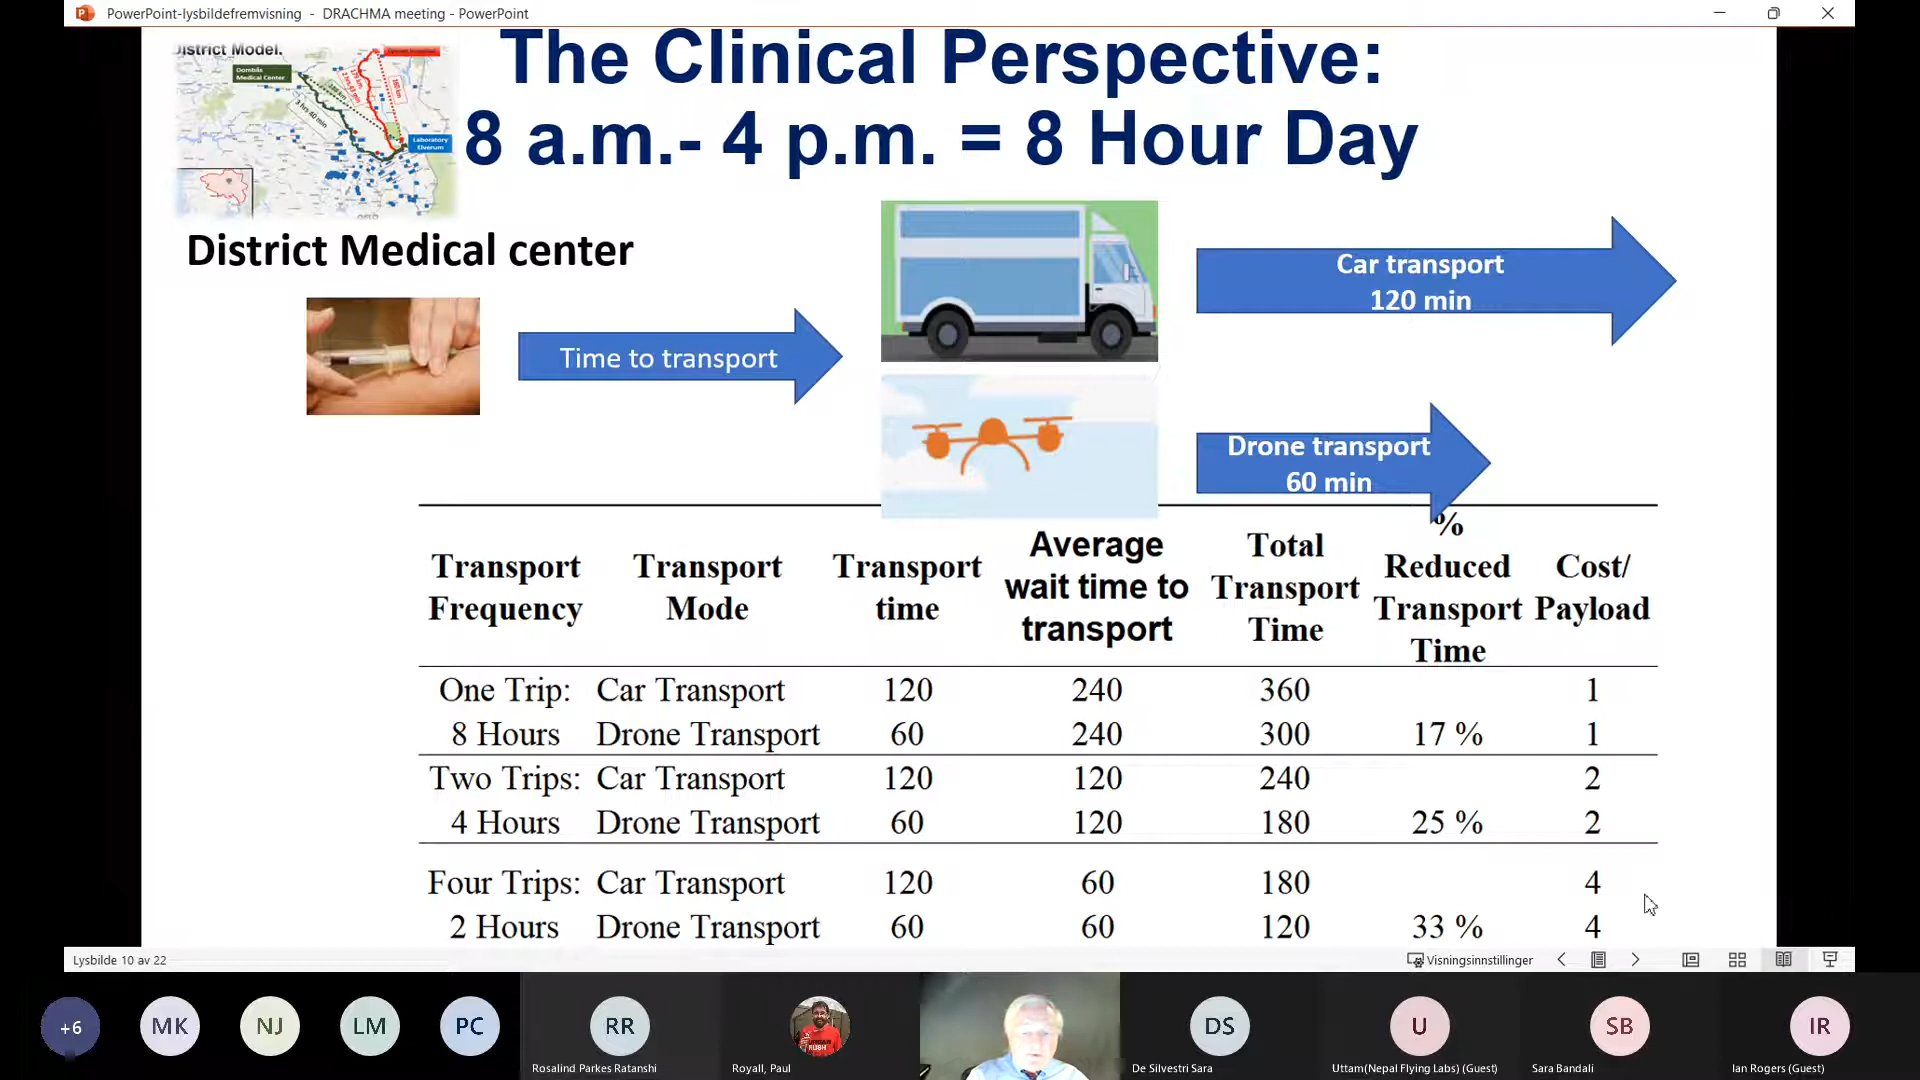 PowerPoint-lysbildefremvisning - DRACHMA meeting - PowerPoint
District Model.
Dombås
Medical Center
3 hrs 40 min
Laboratory
Elverum
OSLO
The Clinical Perspective:
8 a.m.- 4 p.m. = 8 Hour Day
District Medical center
Time to transport
Car transport
120 min
Drone transport
60 min
Transport Frequency
Transport Mode
Transport time
Average wait time to transport
Total Transport Time
% Reduced Transport Time
Cost/ Payload
One Trip: Car Transport 120 240 360 1
8 Hours Drone Transport 60 240 300 17 % 1
Two Trips: Car Transport 120 120 240 2
4 Hours Drone Transport 60 120 180 25 % 2
Four Trips: Car Transport 120 60 180 4
2 Hours Drone Transport 60 60 120 33 % 4
Lysbilde 10 av 22
Visningsinnstillinger
+6
MK
NJ
LM
PC
RR
Rosalind Parkes Ratanshi
Royall, Paul
DS
De Silvestri Sara
U
Uttam(Nepal Flying Labs) (Guest)
SB
Sara Bandali
IR
Ian Rogers (Guest)